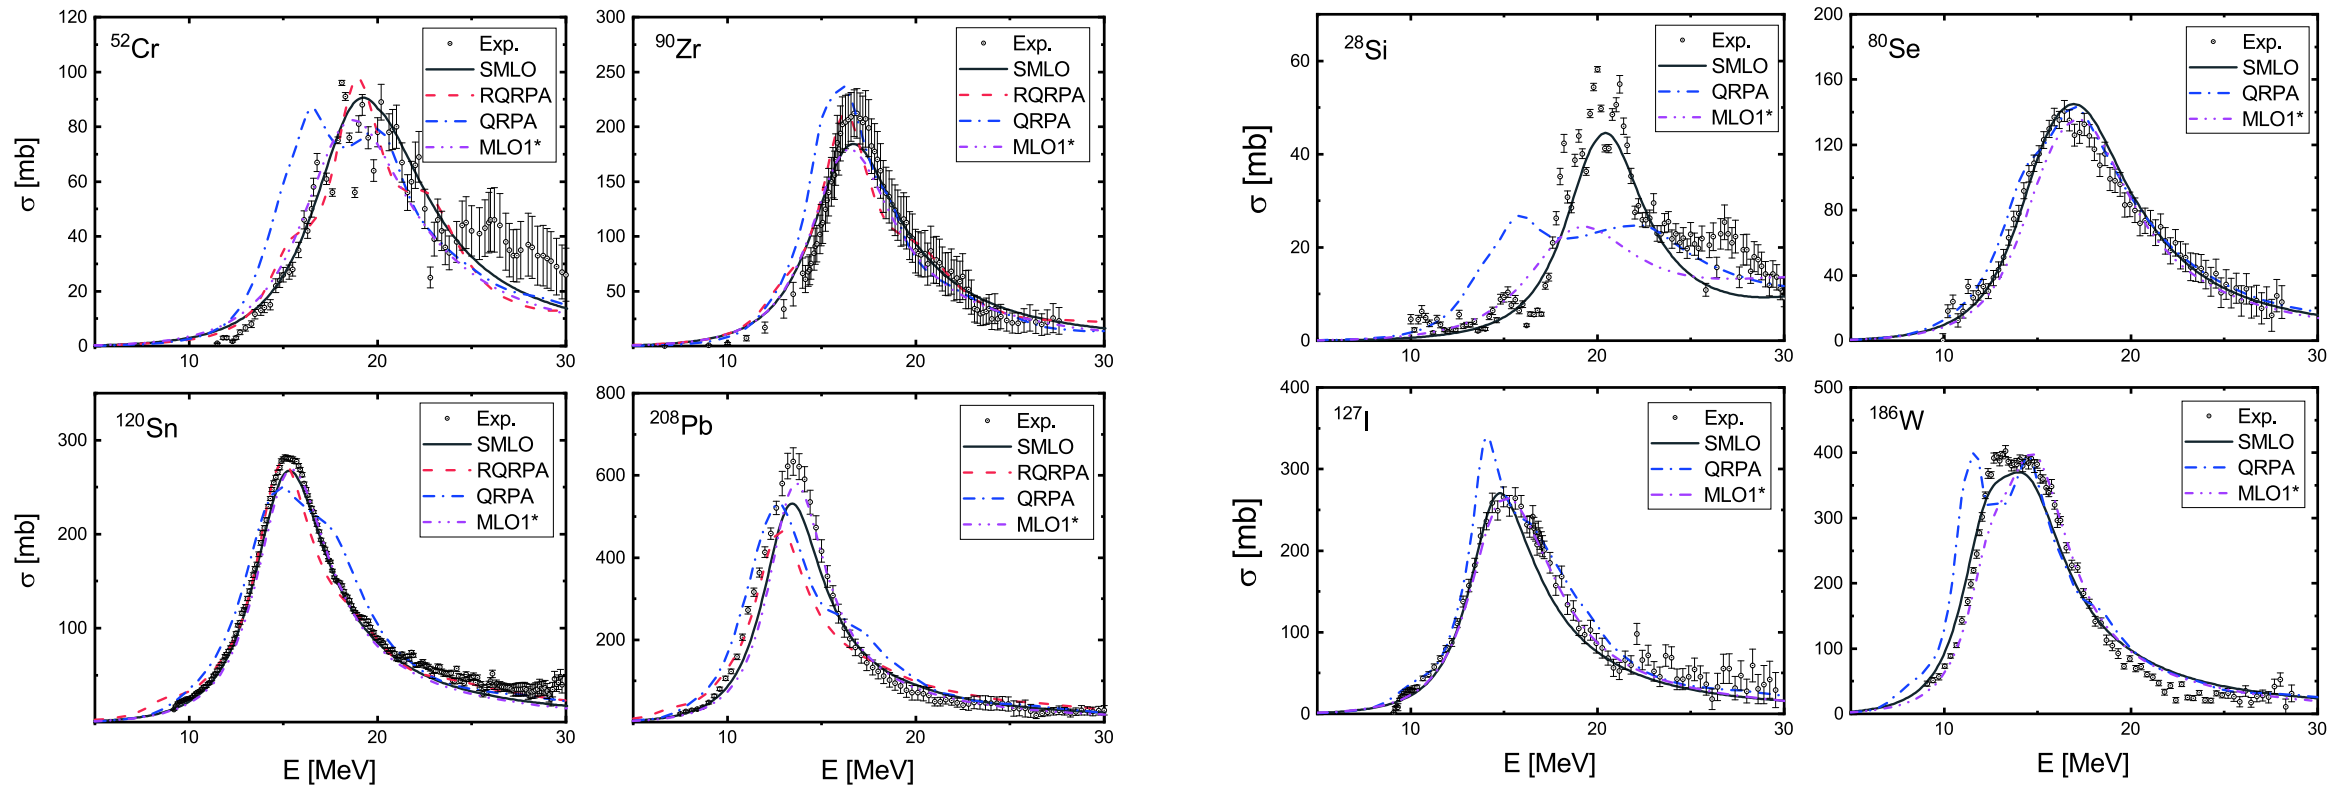 52Cr
Exp.
SMLO
RQRPA
QRPA
MLO1*
120
100
80
60
40
20
0
10
20
30
σ [mb]
90Zr
Exp.
SMLO
RQRPA
QRPA
MLO1*
300
250
200
150
100
50
10
20
30
28Si
Exp.
SMLO
QRPA
MLO1*
60
40
20
0
10
20
30
σ [mb]
80Se
Exp.
SMLO
QRPA
MLO1*
200
160
120
80
40
0
10
20
30
120Sn
Exp.
SMLO
RQRPA
QRPA
MLO1*
300
200
100
10
20
30
σ [mb]
E [MeV]
208Pb
Exp.
SMLO
RQRPA
QRPA
MLO1*
800
600
400
200
10
20
30
E [MeV]
127I
Exp.
SMLO
QRPA
MLO1*
400
300
200
100
0
10
20
30
σ [mb]
E [MeV]
186W
Exp.
SMLO
QRPA
MLO1*
500
400
300
200
100
0
10
20
30
E [MeV]